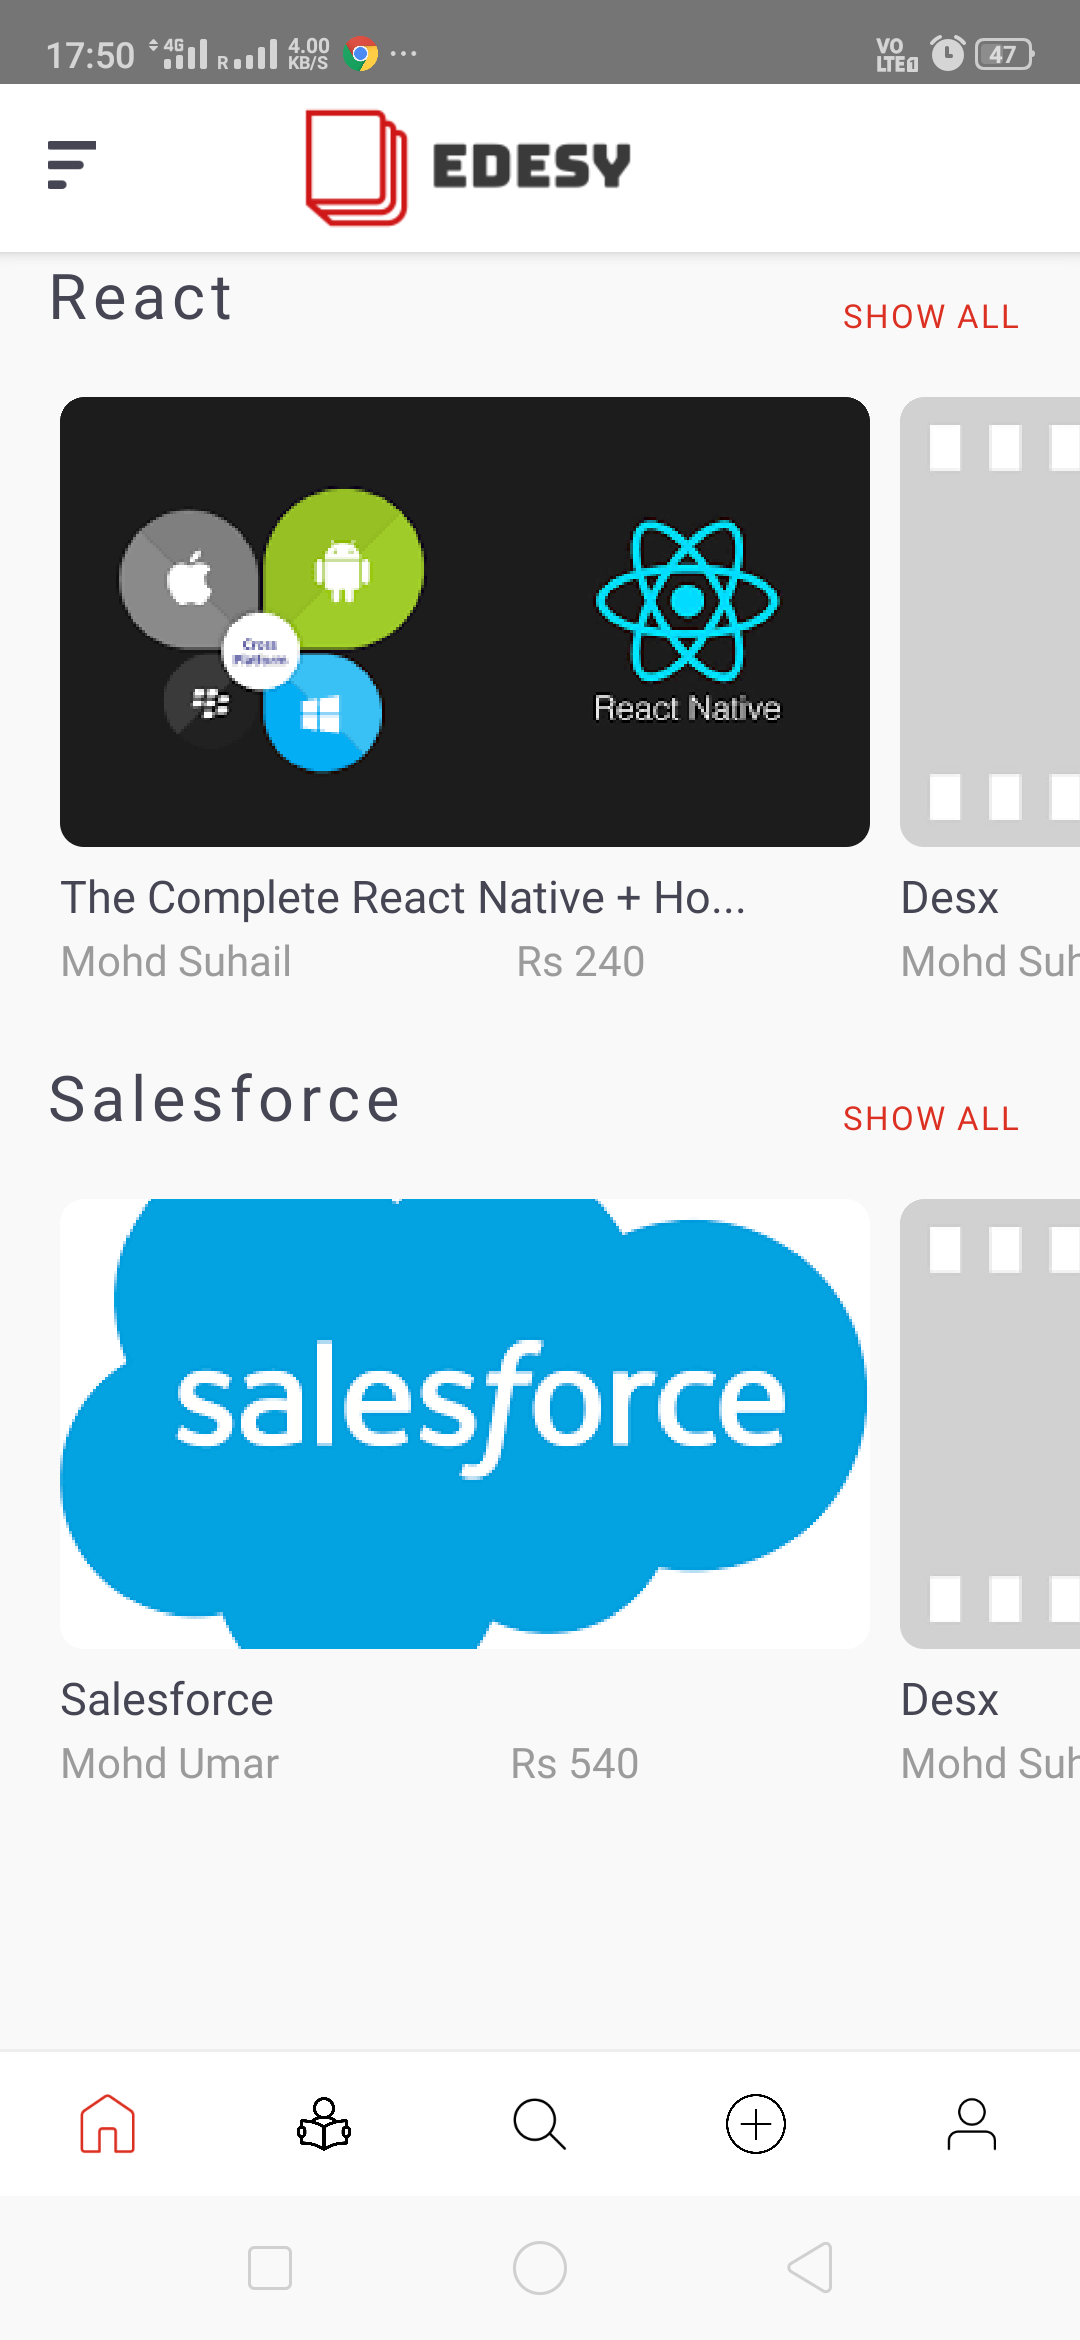 17:50 4G R 4.00 KB/S VO LTE 1 47
EDESY
React
SHOW ALL
Cross
Platform
React Native
The Complete React Native + Ho...
Desx
Mohd Suhail Rs 240
Mohd Suh
Salesforce
SHOW ALL
salesforce
Salesforce
Desx
Mohd Umar Rs 540
Mohd Suh